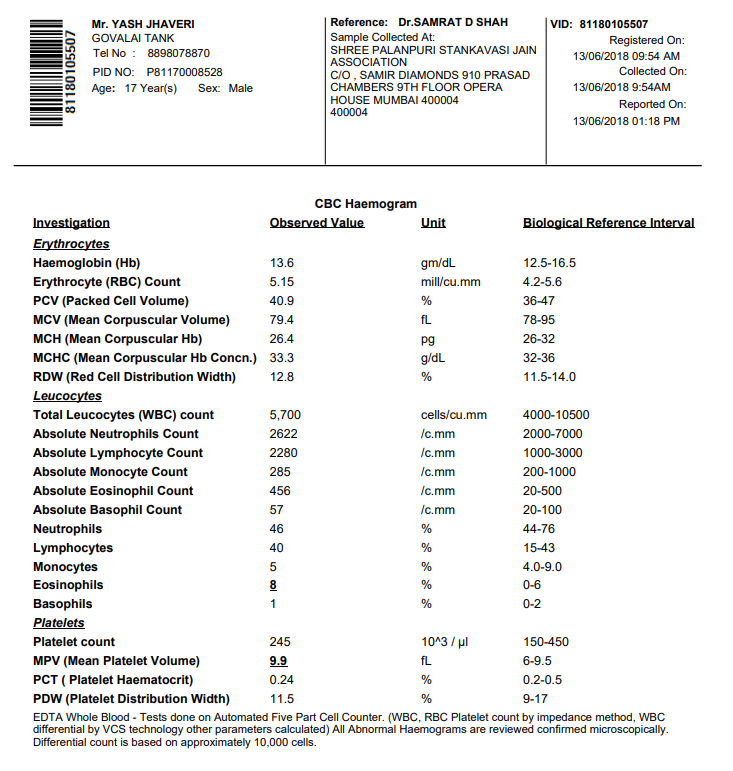 Mr. YASH JHAVERI
GOVALAI TANK
Tel No : 8898078870
PID NO: P81170008528
Age: 17 Year(s) Sex: Male
81180105507
Reference: Dr.SAMRAT D SHAH
Sample Collected At:
SHREE PALANPURI STANKAVASI JAIN
ASSOCIATION
C/O , SAMIR DIAMONDS 910 PRASAD
CHAMBERS 9TH FLOOR OPERA
HOUSE MUMBAI 400004
400004
VID: 81180105507
Registered On:
13/06/2018 09:54 AM
Collected On:
13/06/2018 9:54AM
Reported On:
13/06/2018 01:18 PM
CBC Haemogram
Investigation Observed Value Unit Biological Reference Interval
Erythrocytes
Haemoglobin (Hb) 13.6 gm/dL 12.5-16.5
Erythrocyte (RBC) Count 5.15 mill/cu.mm 4.2-5.6
PCV (Packed Cell Volume) 40.9 % 36-47
MCV (Mean Corpuscular Volume) 79.4 fL 78-95
MCH (Mean Corpuscular Hb) 26.4 pg 26-32
MCHC (Mean Corpuscular Hb Concn.) 33.3 g/dL 32-36
RDW (Red Cell Distribution Width) 12.8 % 11.5-14.0
Leucocytes
Total Leucocytes (WBC) count 5,700 cells/cu.mm 4000-10500
Absolute Neutrophils Count 2622 /c.mm 2000-7000
Absolute Lymphocyte Count 2280 /c.mm 1000-3000
Absolute Monocyte Count 285 /c.mm 200-1000
Absolute Eosinophil Count 456 /c.mm 20-500
Absolute Basophil Count 57 /c.mm 20-100
Neutrophils 46 % 44-76
Lymphocytes 40 % 15-43
Monocytes 5 % 4.0-9.0
Eosinophils 8 % 0-6
Basophils 1 % 0-2
Platelets
Platelet count 245 10^3 / µl 150-450
MPV (Mean Platelet Volume) 9.9 fL 6-9.5
PCT ( Platelet Haematocrit) 0.24 % 0.2-0.5
PDW (Platelet Distribution Width) 11.5 % 9-17
EDTA Whole Blood - Tests done on Automated Five Part Cell Counter. (WBC, RBC Platelet count by impedance method, WBC
differential by VCS technology other parameters calculated) All Abnormal Haemograms are reviewed confirmed microscopically.
Differential count is based on approximately 10,000 cells.